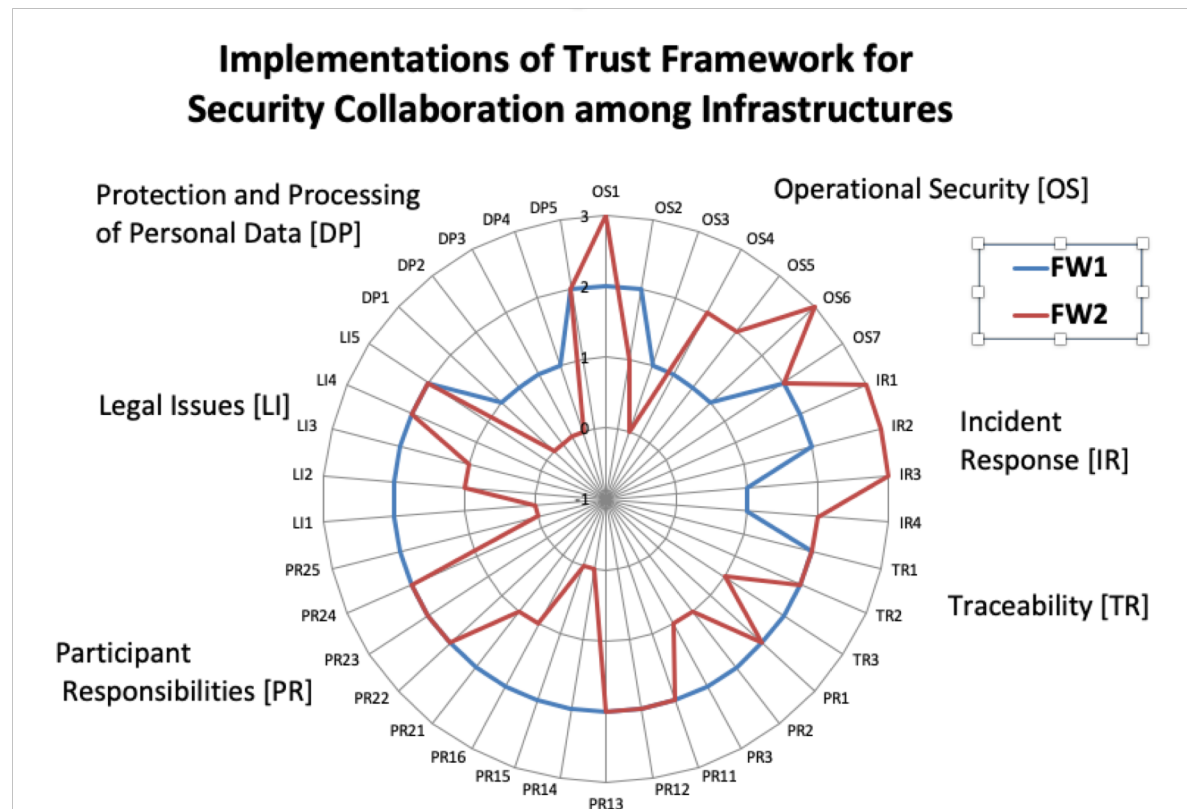 Implementations of Trust Framework for
Security Collaboration among Infrastructures
Protection and Processing
of Personal Data [DP]
Operational Security [OS]
FW1
FW2
Incident
Response [IR]
Traceability [TR]
Participant
Responsibilities [PR]
Legal Issues [LI]
OS1
OS2
OS3
OS4
OS5
OS6
OS7
IR1
IR2
IR3
IR4
TR1
TR2
TR3
PR1
PR2
PR3
PR11
PR12
PR13
PR14
PR15
PR16
PR21
PR22
PR23
PR24
PR25
LI1
LI2
LI3
LI4
LI5
DP1
DP2
DP3
DP4
DP5
3
2
1
0
-1